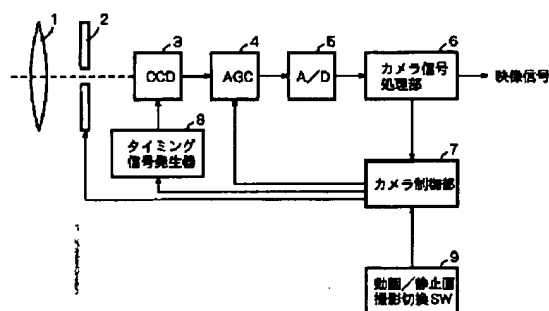 1
2
3
4
5
6
CCD
AGC
A/D
カメラ信号
処理部
映像信号
8
タイミング
信号発生器
7
カメラ制御部
9
動画/静止画
撮影切換SW